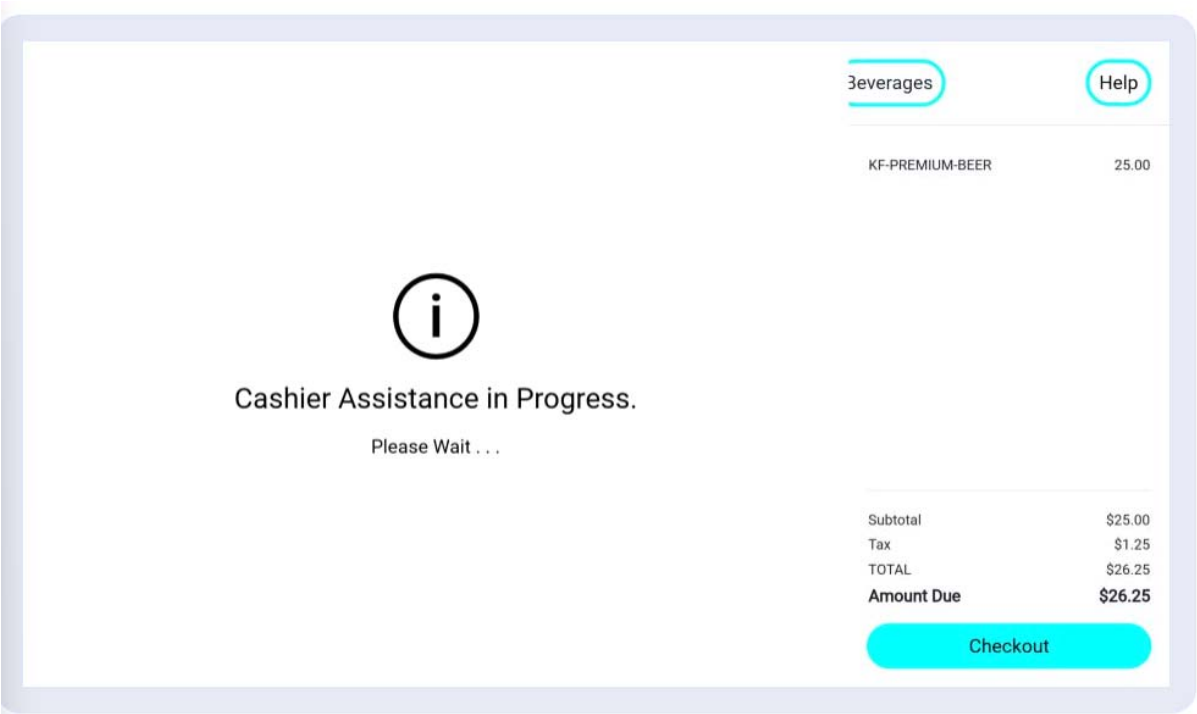 Beverages
Help
KF-PREMIUM-BEER 25.00
i
Cashier Assistance in Progress.
Please Wait . . .
Subtotal $25.00
Tax $1.25
TOTAL $26.25
Amount Due $26.25
Checkout